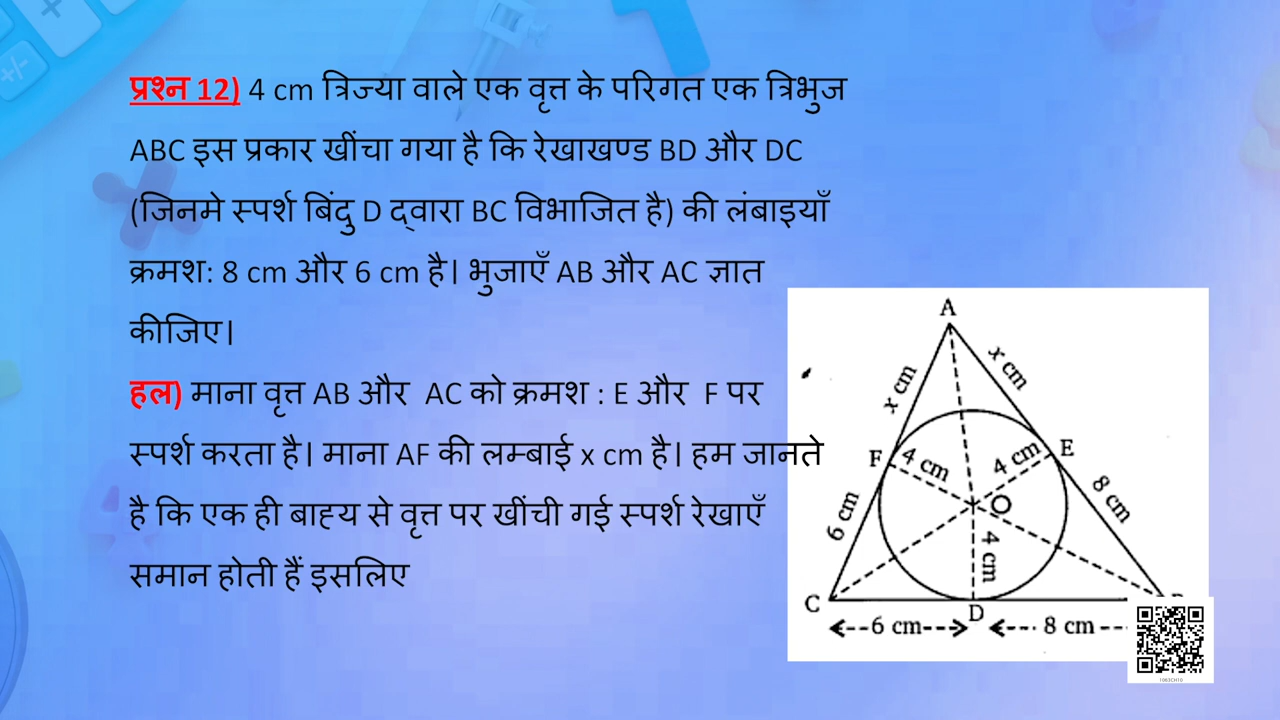 प्रश्न 12) 4 cm त्रिज्या वाले एक वृत्त के परिगत एक त्रिभुज
ABC इस प्रकार खींचा गया है कि रेखाखण्ड BD और DC
(जिनमे स्पर्श बिंदु D द्वारा BC विभाजित है) की लंबाइयाँ
क्रमश: 8 cm और 6 cm है। भुजाएँ AB और AC ज्ञात
कीजिए।
हल) माना वृत्त AB और AC को क्रमश : E और F पर
स्पर्श करता है। माना AF की लम्बाई x cm है। हम जानते
है कि एक ही बाह्य से वृत्त पर खींची गई स्पर्श रेखाएँ
समान होती हैं इसलिए
A
x cm
x cm
F
4 cm
4 cm
E
6 cm
O
8 cm
4 cm
C
D
6 cm
8 cm